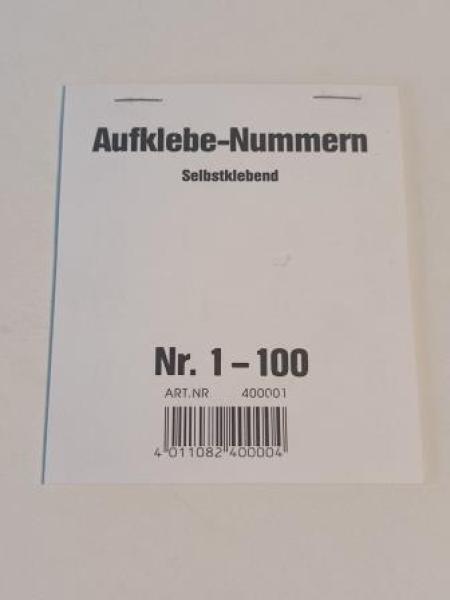 Aufklebe-Nummern
Selbstklebend
Nr. 1 – 100
ART.NR 400001
4 011082 400004